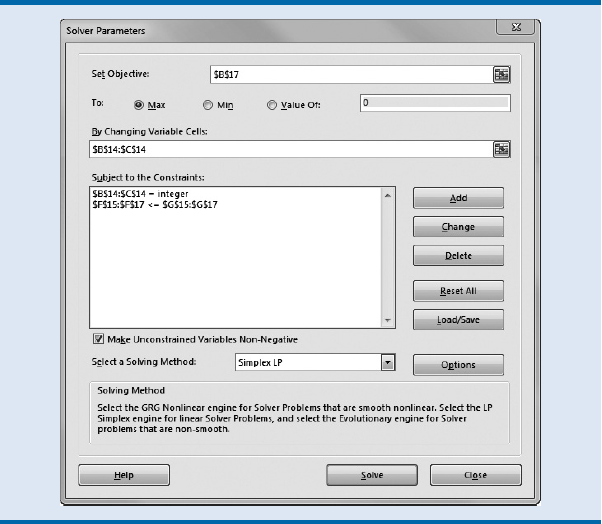 Solver Parameters
Set Objective:
$B$17
To:
Max
Min
Value Of:
0
By Changing Variable Cells:
$B$14:$C$14
Subject to the Constraints:
$B$14:$C$14 = integer
$F$15:$F$17 <= $G$15:$G$17
Add
Change
Delete
Reset All
Load/Save
Make Unconstrained Variables Non-Negative
Select a Solving Method:
Simplex LP
Options
Solving Method
Select the GRG Nonlinear engine for Solver Problems that are smooth nonlinear. Select the LP
Simplex engine for linear Solver Problems, and select the Evolutionary engine for Solver
problems that are non-smooth.
Help
Solve
Close